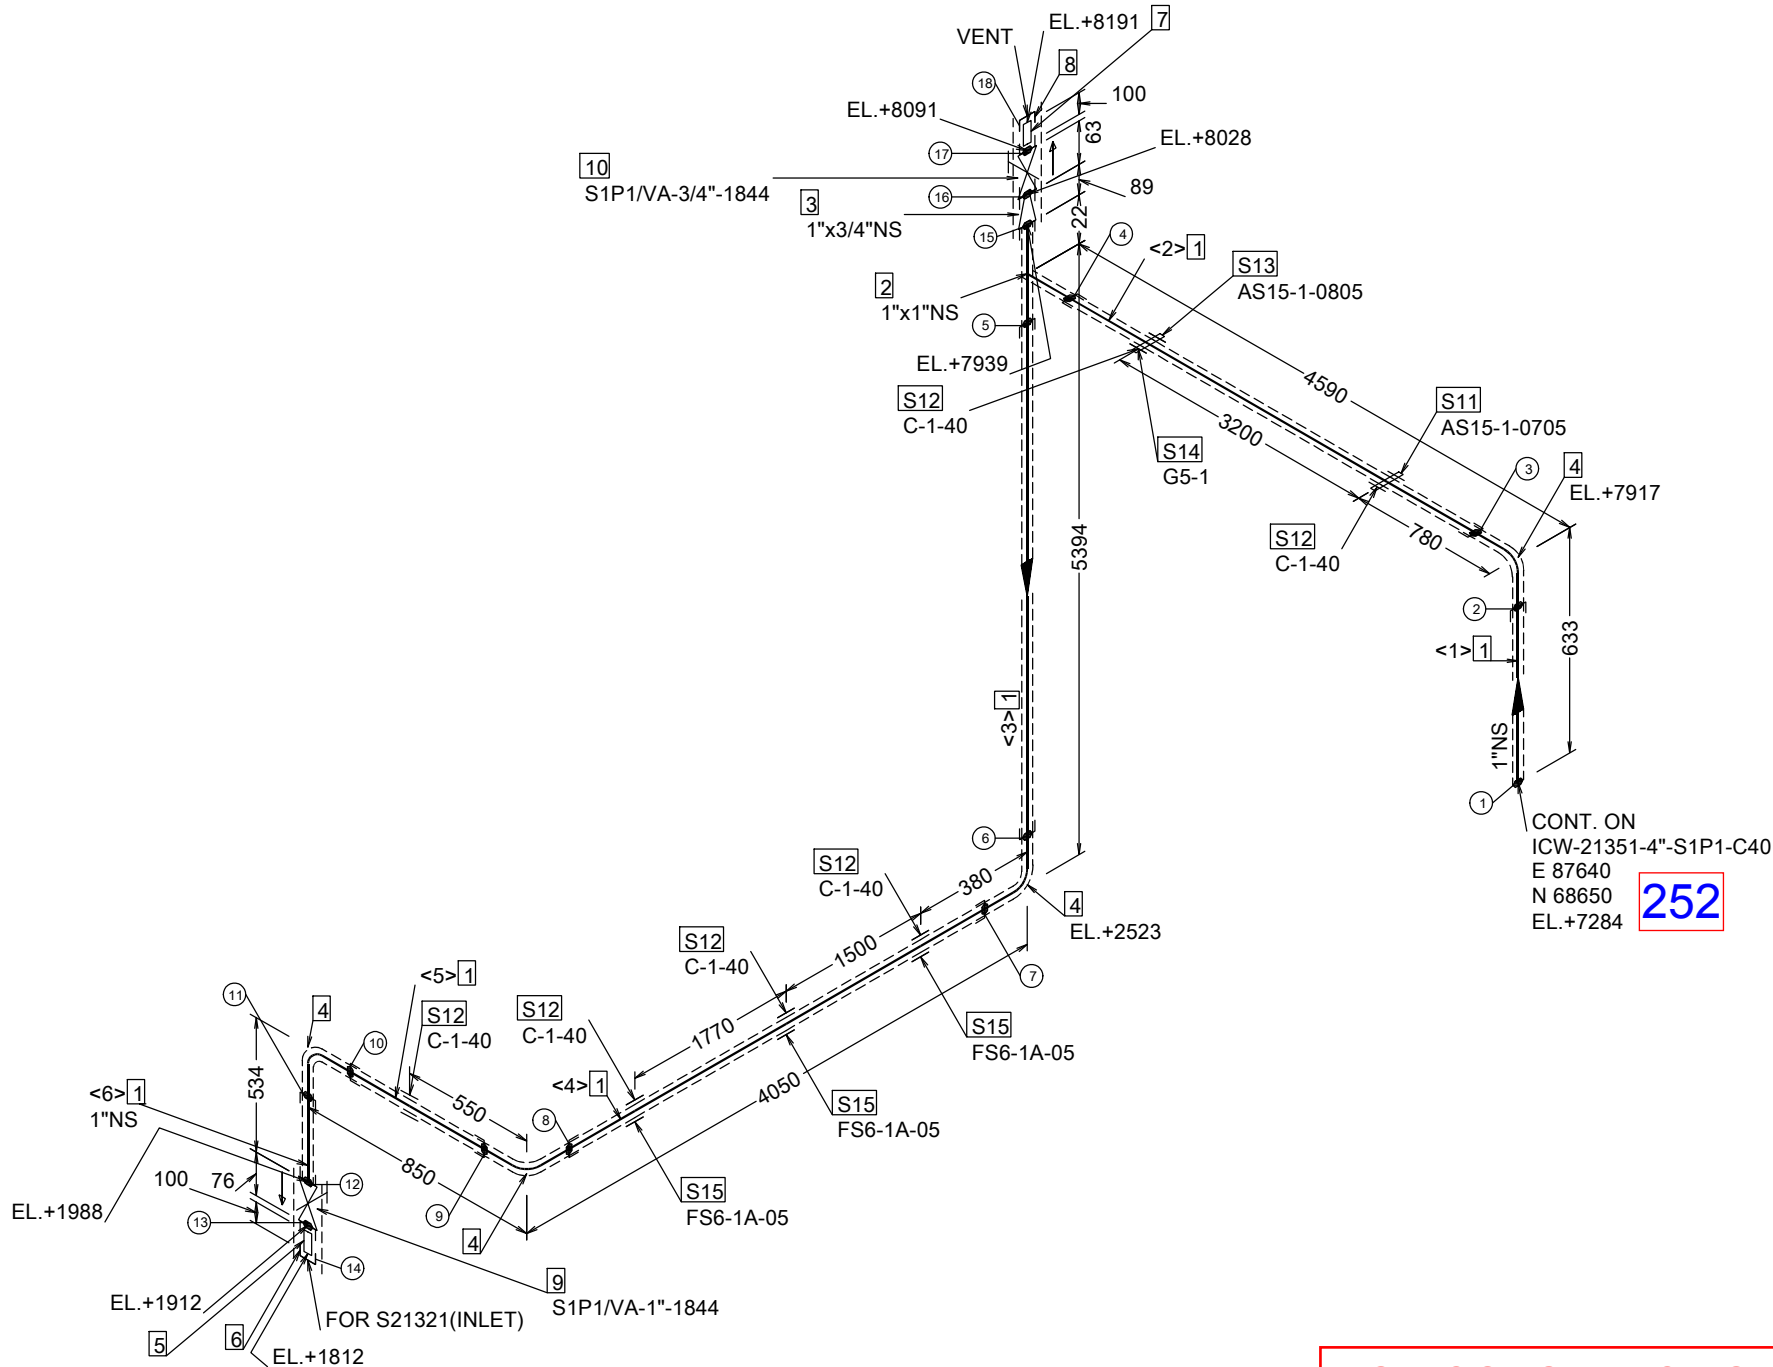 EL.+8191
7
VENT
8
18
100
EL.+8091
63
EL.+8028
17
10
S1P1/VA-3/4"-1844
89
16
3
1"x3/4"NS
22
15
4
<2>
1
S13
AS15-1-0805
2
1"x1"NS
5
EL.+7939
4590
S12
C-1-40
S11
AS15-1-0705
3200
S14
G5-1
3
4
EL.+7917
780
S12
C-1-40
5394
2
633
<1>
1
<3>
1
1"NS
1
CONT. ON
ICW-21351-4"-S1P1-C40
E 87640
N 68650
EL.+7284
252
6
S12
C-1-40
380
4
EL.+2523
1500
S12
C-1-40
7
<5>
1
11
4
S12
C-1-40
S12
C-1-40
1770
S15
FS6-1A-05
10
534
<6>
1
1"NS
550
<4>
1
4050
8
S15
FS6-1A-05
850
76
100
12
S15
FS6-1A-05
EL.+1988
13
9
4
14
9
S1P1/VA-1"-1844
EL.+1912
FOR S21321(INLET)
5
6
EL.+1812